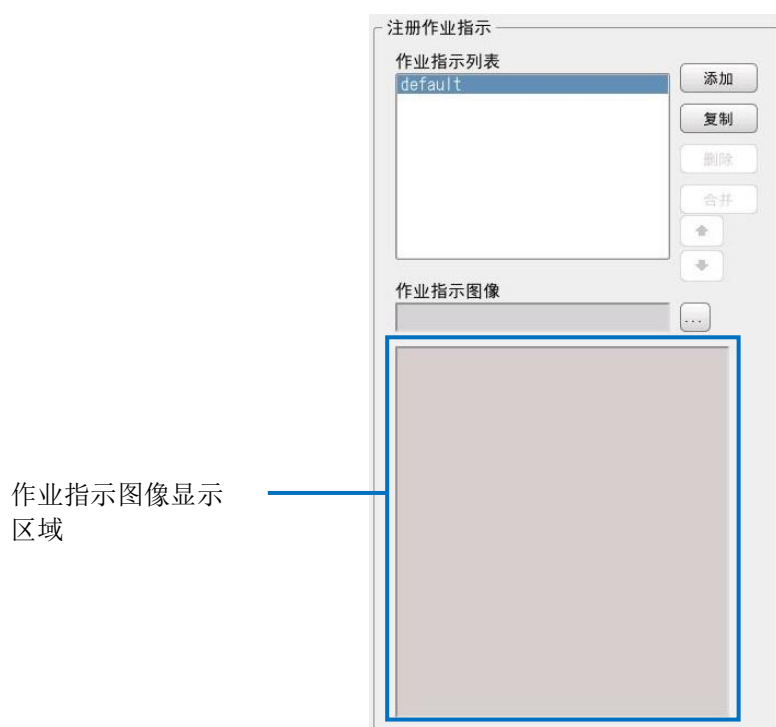 注册作业指示
作业指示列表
default
添加
复制
删除
合并
作业指示图像
...
作业指示图像显示
区域